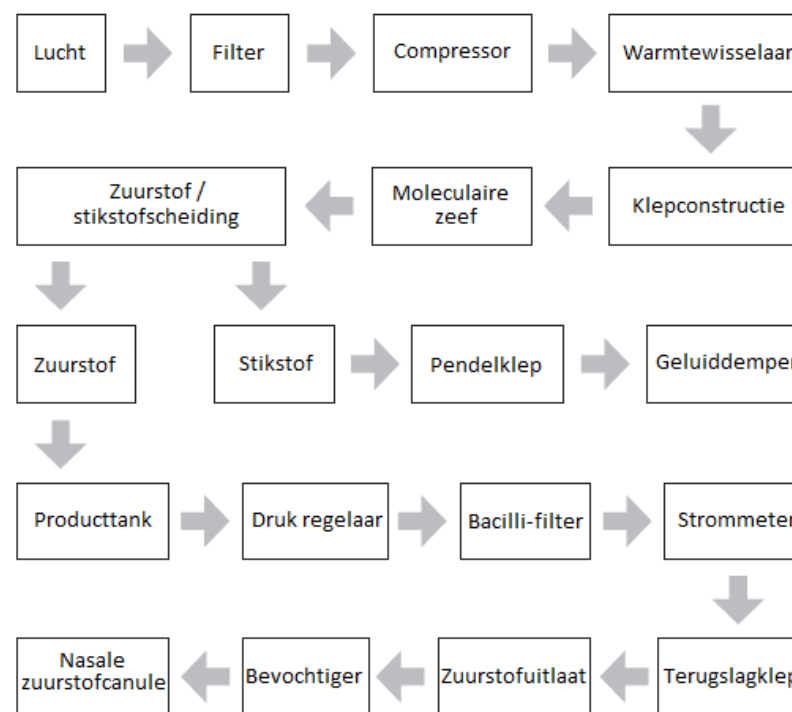 Lucht
Filter
Compressor
Warmtewisselaar
Zuurstof /
stikstofscheiding
Moleculaire
zeef
Klepconstructie
Zuurstof
Stikstof
Pendelklep
Geluiddemper
Producttank
Druk regelaar
Bacilli-filter
Strommeter
Nasale
zuurstofcanule
Bevochtiger
Zuurstofuitlaat
Terugslagklep